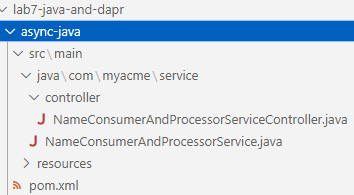 lab7-java-and-dapr
async-java
src\main
java\com\myacme\service
controller
J NameConsumerAndProcessorServiceController.java
J NameConsumerAndProcessorService.java
resources
pom.xml